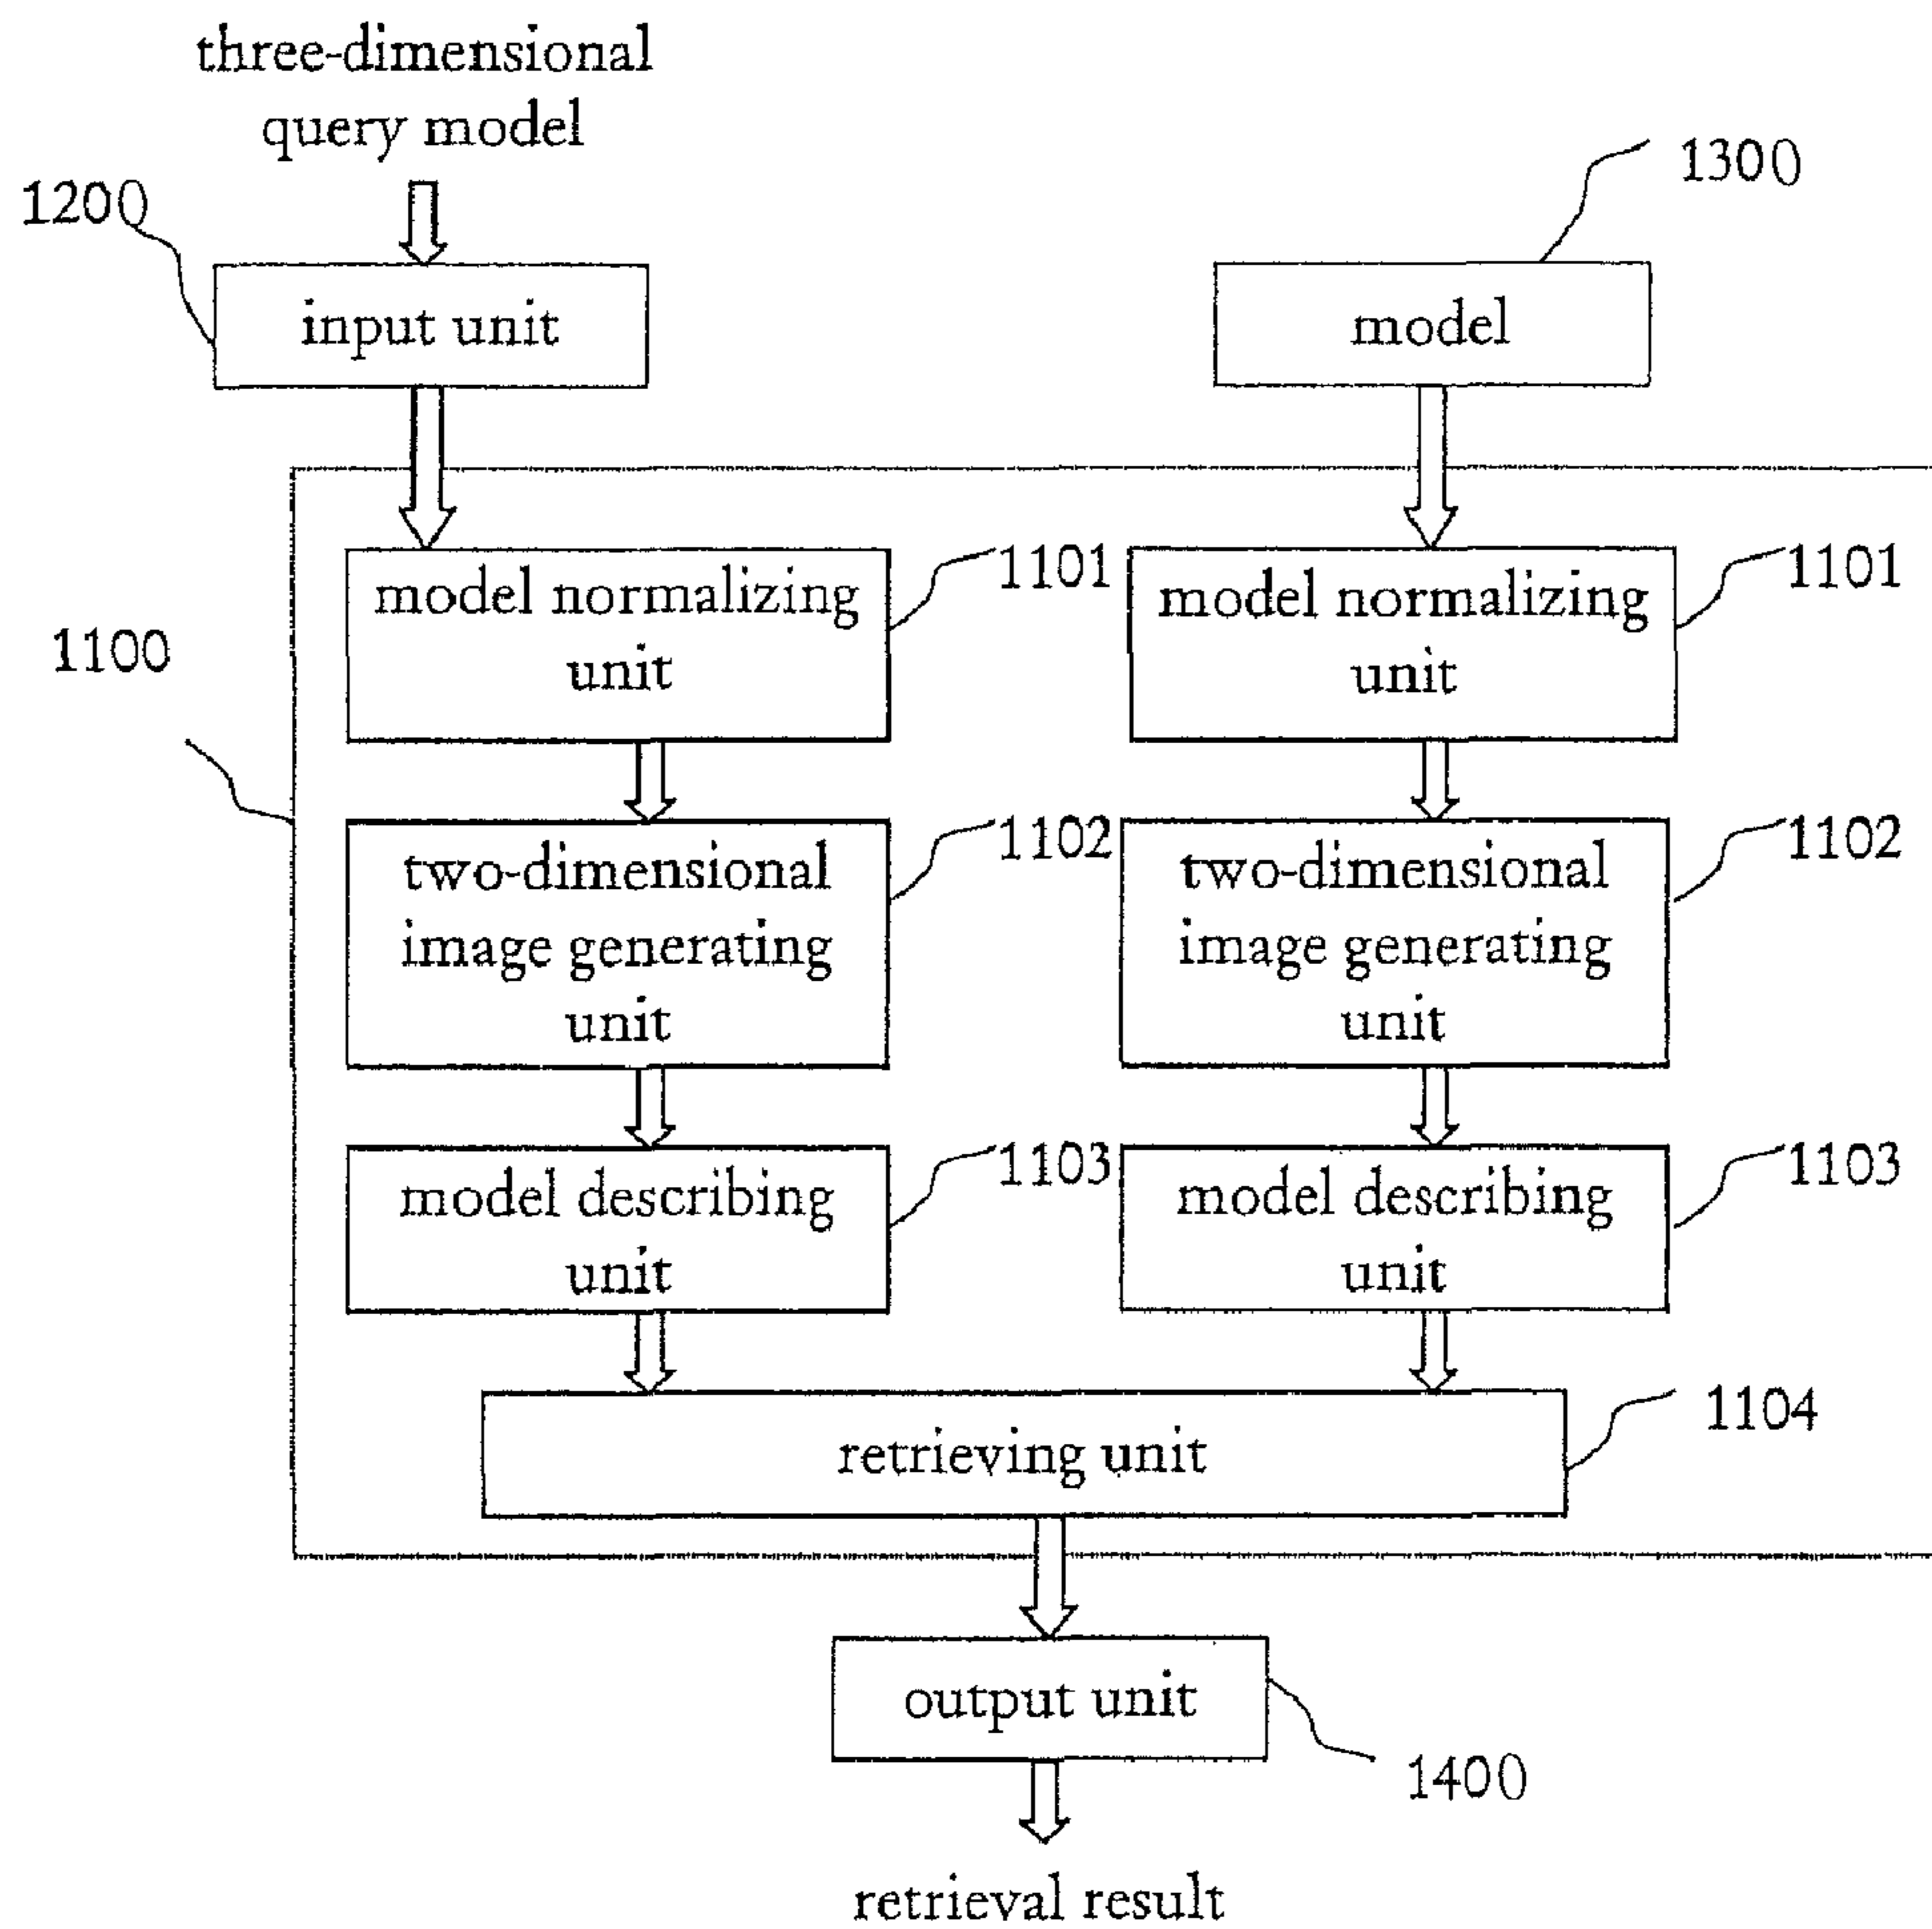 three-dimensional
query model
1200
1300
input unit
model
1100
model normalizing
unit
1101
model normalizing
unit
1101
two-dimensional
image generating
unit
1102
two-dimensional
image generating
unit
1102
model describing
unit
1103
model describing
unit
1103
retrieving unit
1104
output unit
1400
retrieval result